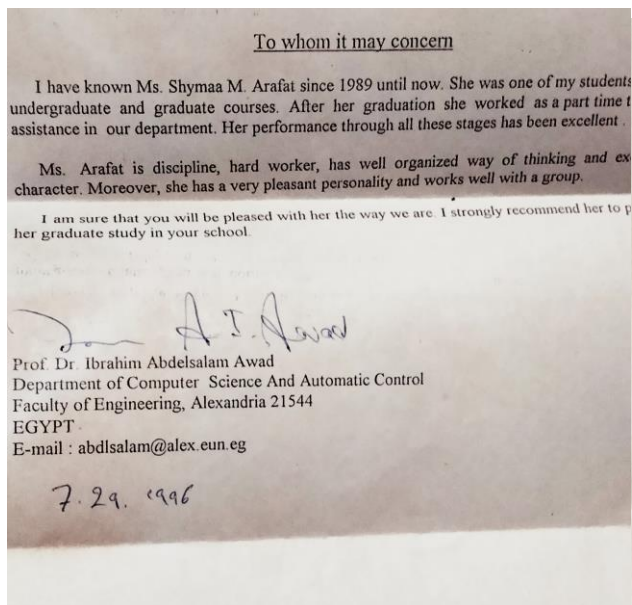 To whom it may concern
I have known Ms. Shymaa M. Arafat since 1989 until now. She was one of my students
undergraduate and graduate courses. After her graduation she worked as a part time
assistance in our department. Her performance through all these stages has been excellent .
Ms. Arafat is discipline, hard worker, has well organized way of thinking and
character. Moreover, she has a very pleasant personality and works well with a group.
I am sure that you will be pleased with her the way we are. I strongly recommend her to
her graduate study in your school.
A I. Awad
Prof. Dr. Ibrahim Abdelsalam Awad
Department of Computer Science And Automatic Control
Faculty of Engineering, Alexandria 21544
EGYPT
E-mail : abdlsalam@alex.eun.eg
7. 29. 1996